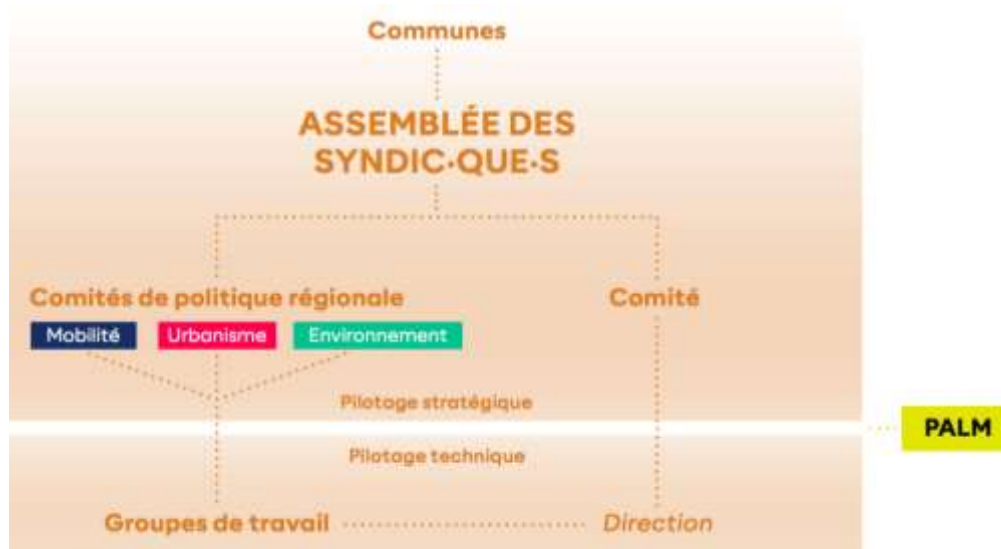 Communes
ASSEMBLÉE DES
SYNDIC·QUE·S
Comités de politique régionale
Comité
Mobilité
Urbanisme
Environnement
Pilotage stratégique
PALM
Pilotage technique
Groupes de travail
Direction